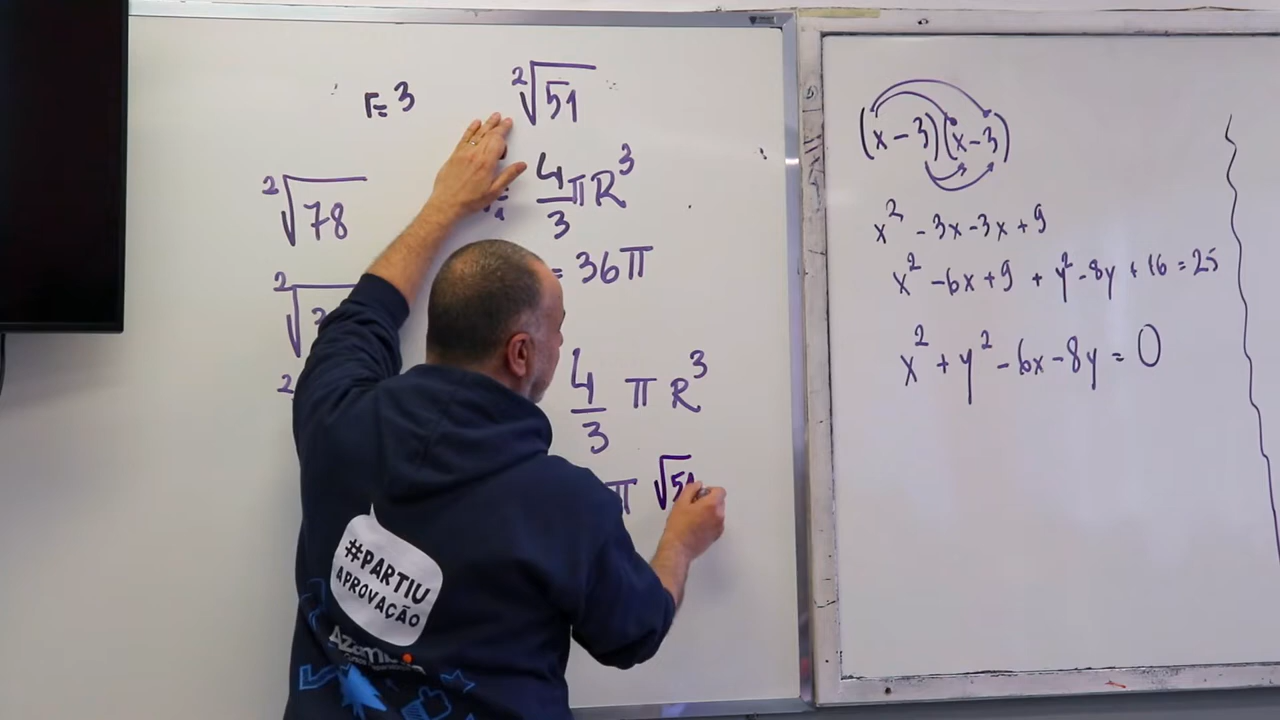 r=3
²√51
4/3 πR³
²√78
= 36π
4/3 π R³
π √51
(x-3)(x-3)
x² - 3x - 3x + 9
x² - 6x + 9 + y² - 8y + 16 = 25
x² + y² - 6x - 8y = 0
#PARTIU
APROVAÇÃO